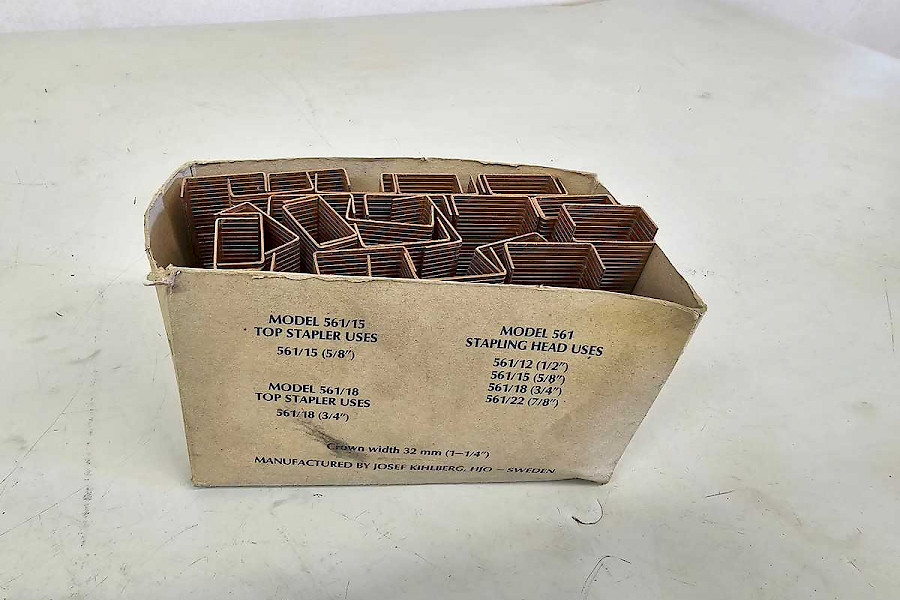 MODEL 561/15
TOP STAPLER USES
561/15 (5/8″)
MODEL 561/18
TOP STAPLER USES
561/18 (3/4″)
MODEL 561
STAPLING HEAD USES
561/12 (1/2″)
561/15 (5/8″)
561/18 (3/4″)
561/22 (7/8″)
Crown width 32 mm (1–1/4″)
MANUFACTURED BY JOSEF KIHLBERG, HJO – SWEDEN